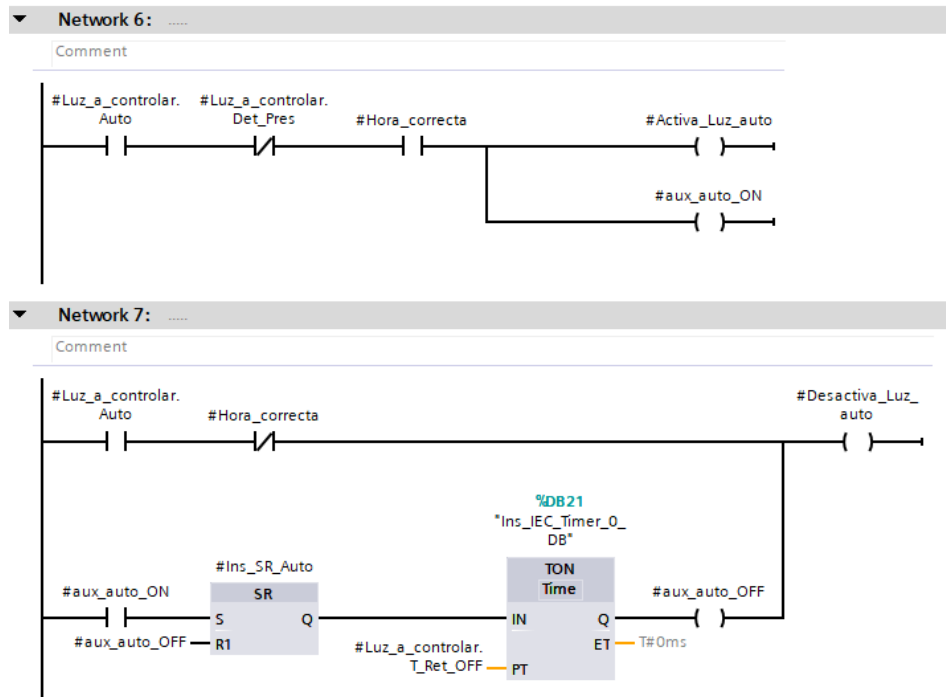 Network 6: .....
Comment
#Luz_a_controlar. #Luz_a_controlar.
Auto Det_Pres #Hora_correcta #Activa_Luz_auto
#aux_auto_ON
Network 7: .....
Comment
#Luz_a_controlar. #Desactiva_Luz_
Auto #Hora_correcta auto
%DB21
"Ins_IEC_Timer_0_
DB"
#Ins_SR_Auto TON
#aux_auto_ON SR Time #aux_auto_OFF
S Q IN Q
#aux_auto_OFF R1 #Luz_a_controlar. ET T#0ms
T_Ret_OFF PT